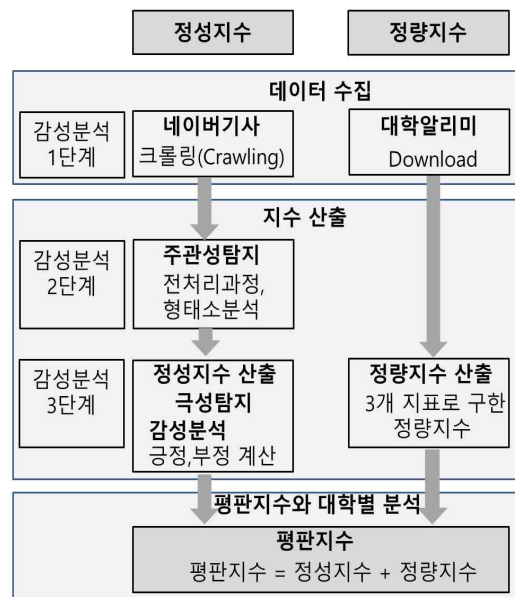 정성지수
정량지수
데이터 수집
감성분석
1단계
네이버기사
크롤링(Crawling)
대학알리미
Download
지수 산출
감성분석
2단계
주관성탐지
전처리과정,
형태소분석
감성분석
3단계
정성지수 산출
극성탐지
감성분석
긍정,부정 계산
정량지수 산출
3개 지표로 구한
정량지수
평판지수와 대학별 분석
평판지수
평판지수 = 정성지수 + 정량지수